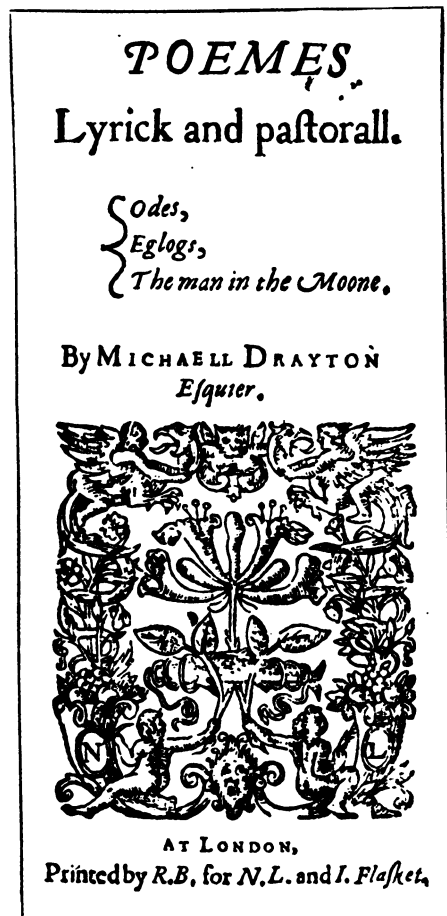 POEMES
Lyrick and paſtorall.
Odes,
Eglogs,
The man in the Moone.
By MICHAELL DRAYTON
Eſquier.
N L
AT LONDON,
Printed by R.B. for N.L. and I. Flaſket.